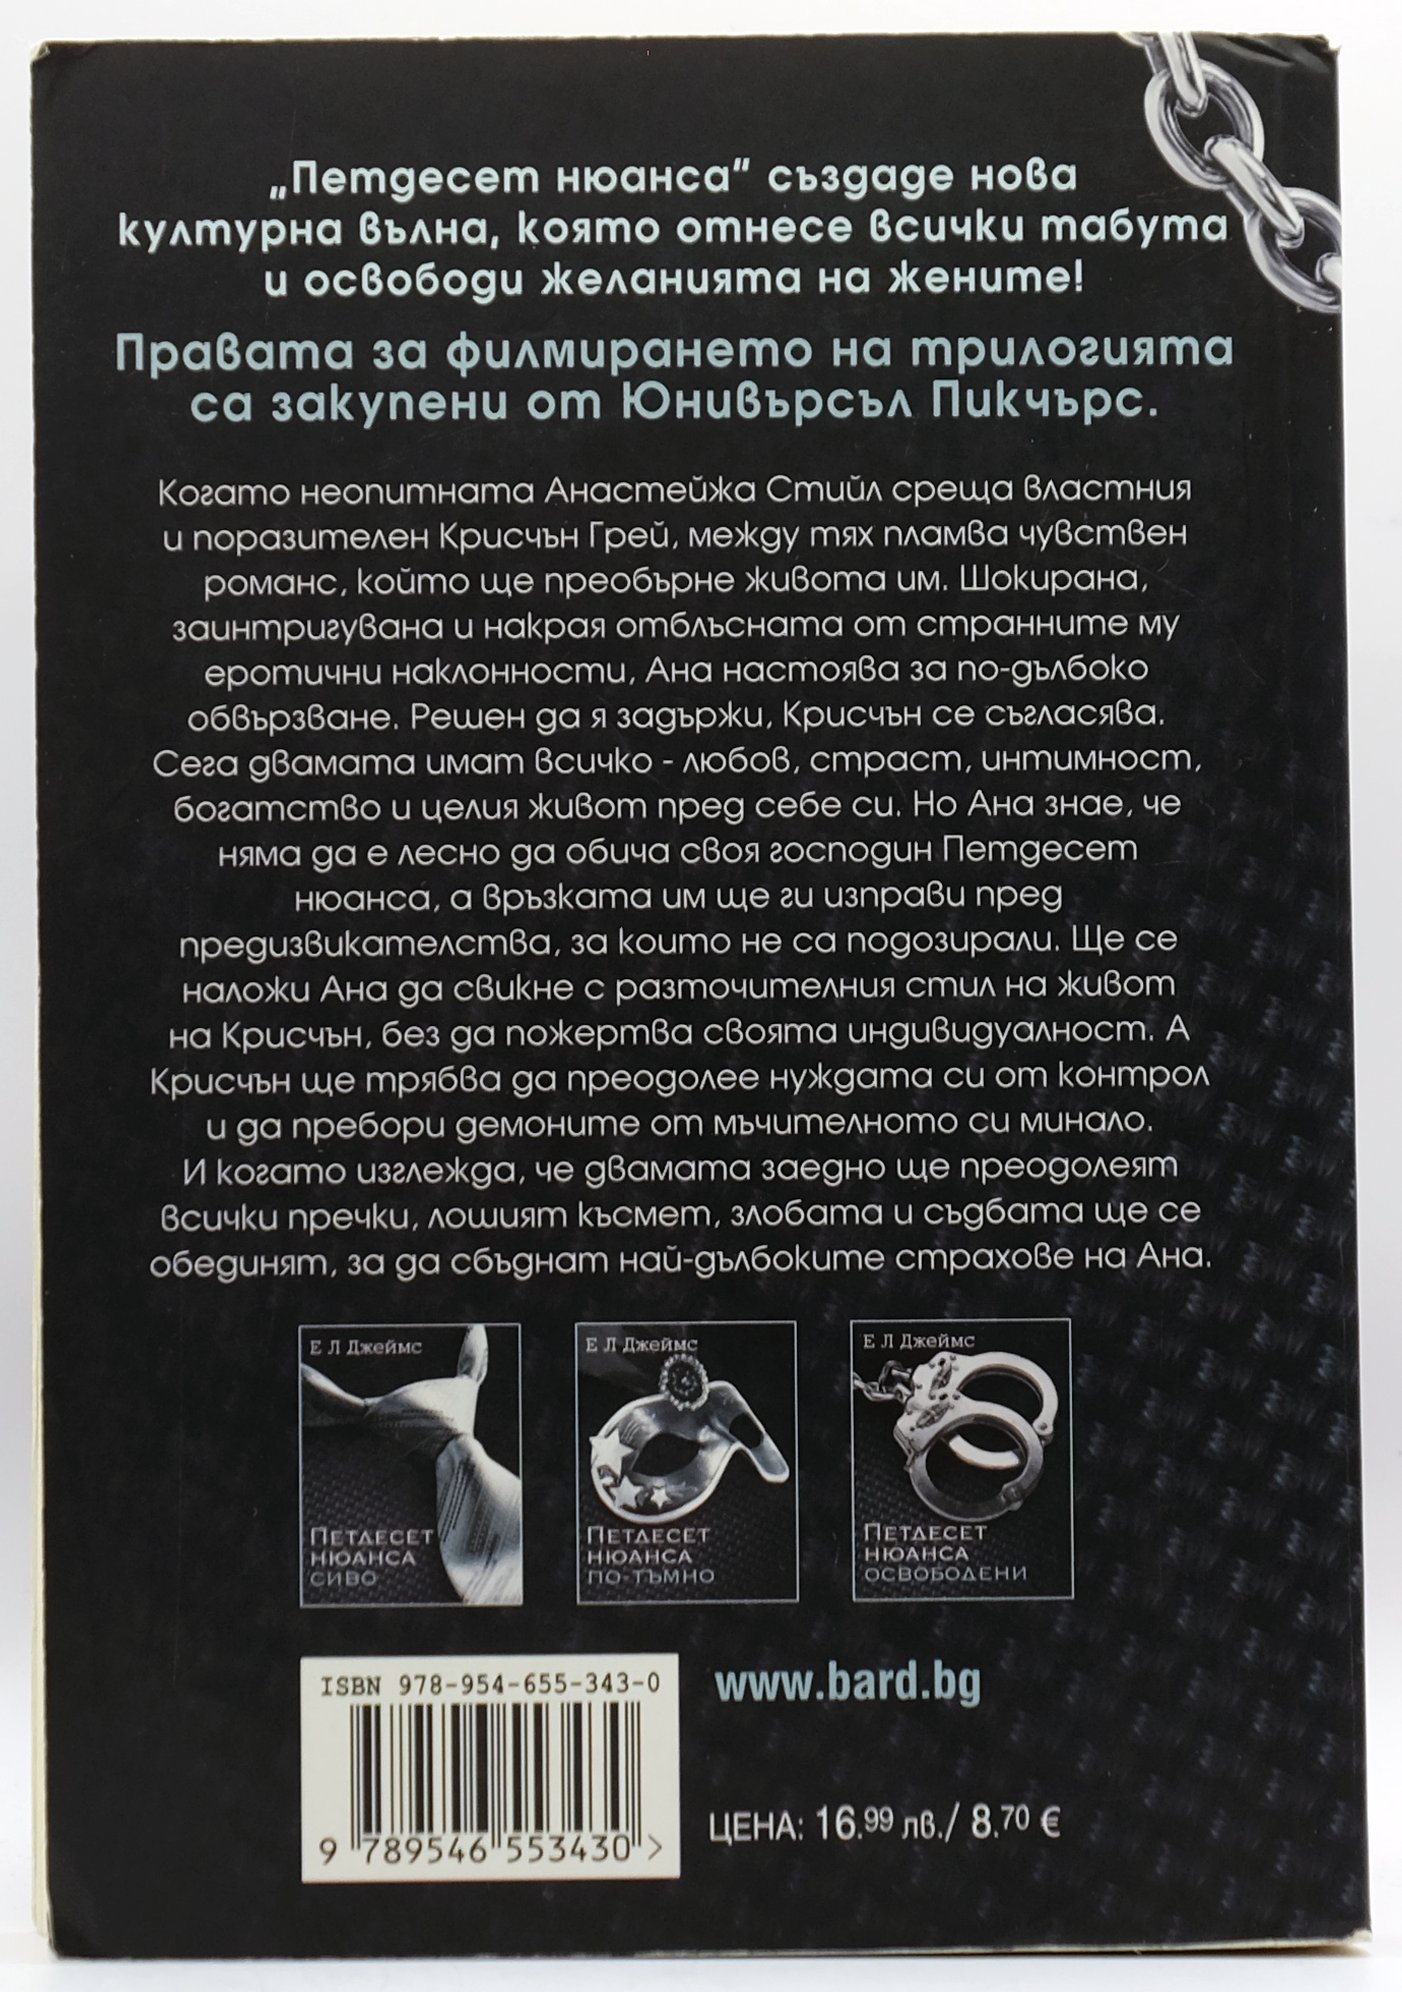 „Петдесет нюанса“ създаде нова
културна вълна, която отнесе всички табута
и освободи желанията на жените!
Правата за филмирането на трилогията
са закупени от Юнивърсъл Пикчърс.
Когато неопитната Анастейжа Стийл среща властния
и поразителен Крисчън Грей, между тях пламва чувствен
романс, който ще преобърне живота им. Шокирана,
заинтригувана и накрая отблъсната от странните му
еротични наклонности, Ана настоява за по-дълбоко
обвързване. Решен да я задържи, Крисчън се съгласява.
Сега двамата имат всичко - любов, страст, интимност,
богатство и целия живот пред себе си. Но Ана знае, че
няма да е лесно да обича своя господин Петдесет
нюанса, а връзката им ще ги изправи пред
предизвикателства, за които не са подозирали. Ще се
наложи Ана да свикне с разточителния стил на живот
на Крисчън, без да пожертва своята индивидуалност. А
Крисчън ще трябва да преодолее нуждата си от контрол
и да пребори демоните от мъчителното си минало.
И когато изглежда, че двамата заедно ще преодолеят
всички пречки, лошият късмет, злобата и съдбата ще се
обединят, за да сбъднат най-дълбоките страхове на Ана.
Е Л Джеймс
ПЕТДЕСЕТ
НЮАНСА
СИВО
Е Л Джеймс
ПЕТДЕСЕТ
НЮАНСА
ПО-ТЪМНО
Е Л Джеймс
ПЕТДЕСЕТ
НЮАНСА
ОСВОБОДЕНИ
ISBN 978-954-655-343-0
9 789546 553430 >
www.bard.bg
ЦЕНА: 16.99 лв./ 8.70 €